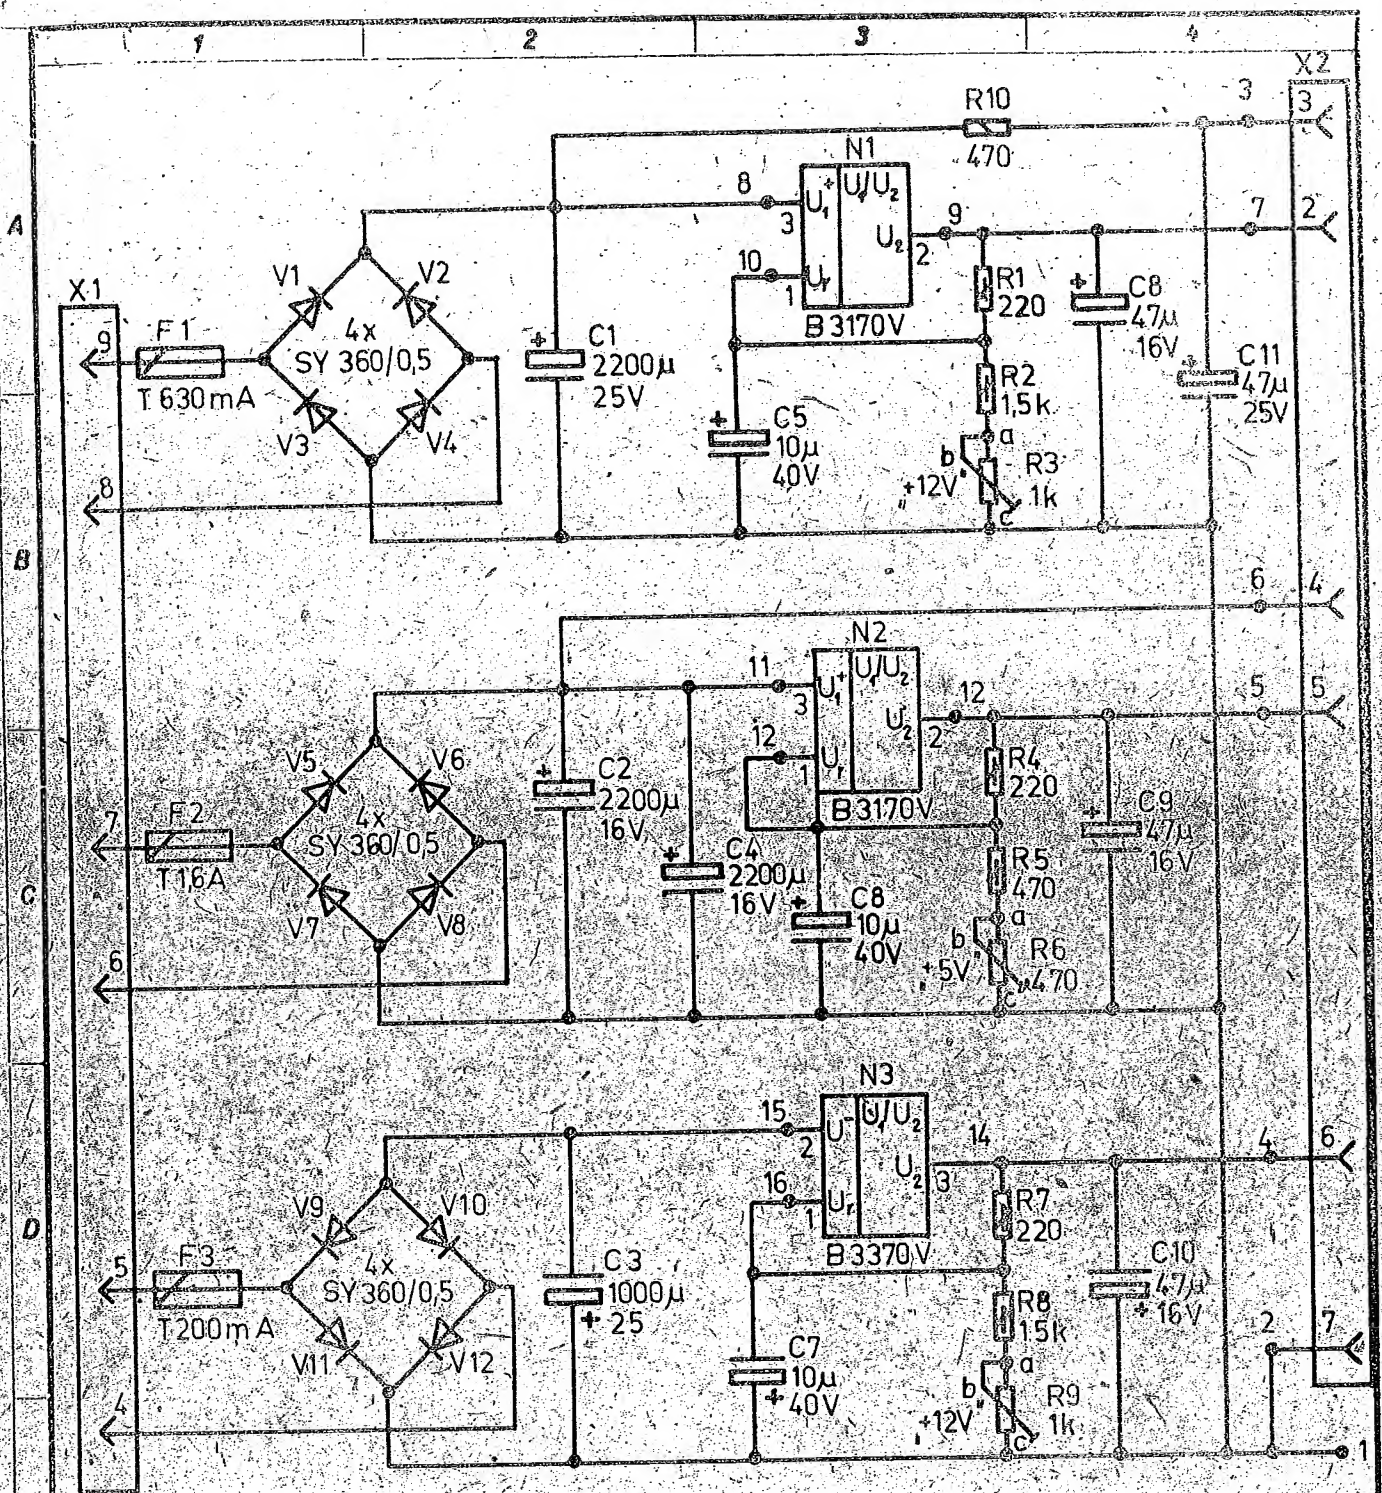 1 2 3 4
A
B
C
D
X2
R10
470
3 3
N1
8
U1+ U1/U2
3
U2
9
2
7 2
10
Ur
1
B3170V
R1
220
C8
47µ
16V
X1
9
F1
T 630mA
V1 V2
4x
SY 360/0,5
V3 V4
8
C1
2200µ
25V
C5
10µ
40V
R2
1,5k
a
b
R3
"+12V"
1k
c
C11
47µ
25V
6 4
N2
11
U1+ U1/U2
3
U2
12
2
5 5
12
Ur
1
B3170V
R4
220
C9
47µ
16V
7
F2
T1,6A
V5 V6
4x
SY 360/0,5
V7 V8
6
C2
2200µ
16V
C4
2200µ
16V
C8
10µ
40V
R5
470
a
b
R6
"+5V"
470
c
N3
15
U- U1/U2
2
U2
14
3
4 6
16
Ur
1
B3370V
R7
220
C10
47µ
16V
5
F3
T200mA
V9 V10
4x
SY360/0,5
V11 V12
4
C3
1000µ
25
C7
10µ
40V
R8
1,5k
a
b
R9
"+12V"
1k
c
2 7
1